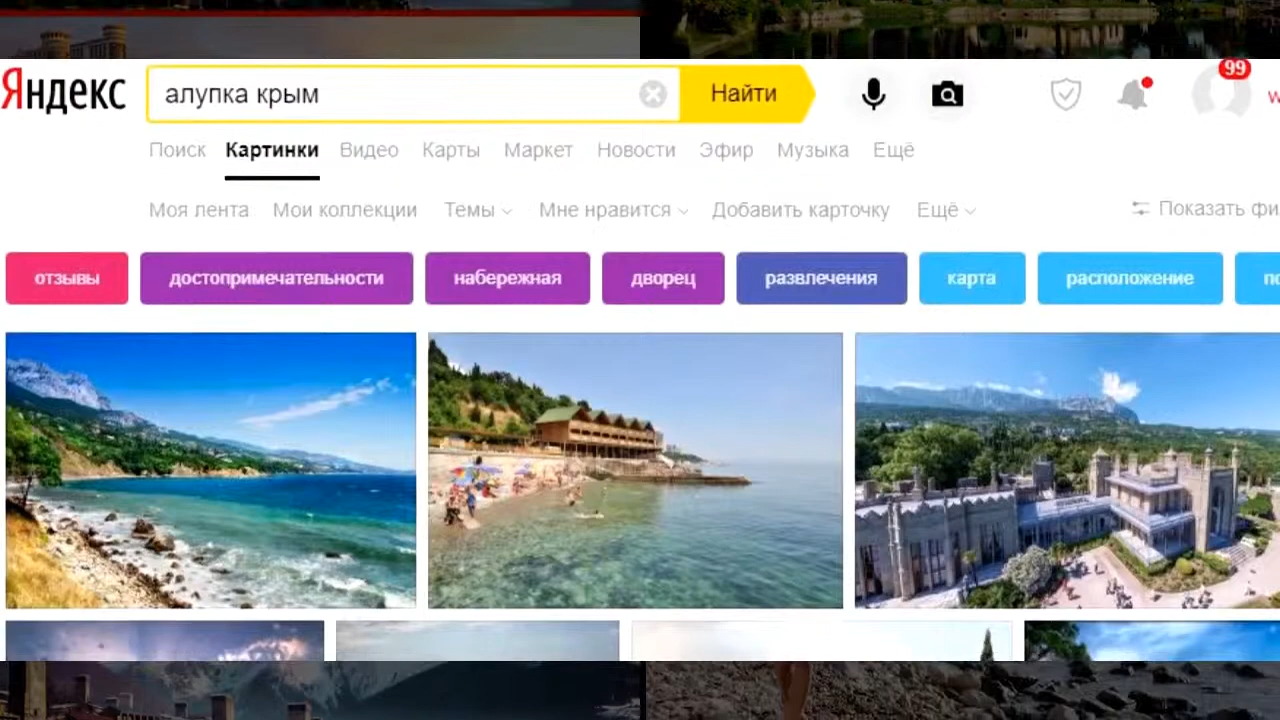 Яндекс алупка крым Найти 99
Поиск Картинки Видео Карты Маркет Новости Эфир Музыка Ещё
Моя лента Мои коллекции Темы Мне нравится Добавить карточку Ещё Показать
отзывы достопримечательности набережная дворец развлечения карта расположение